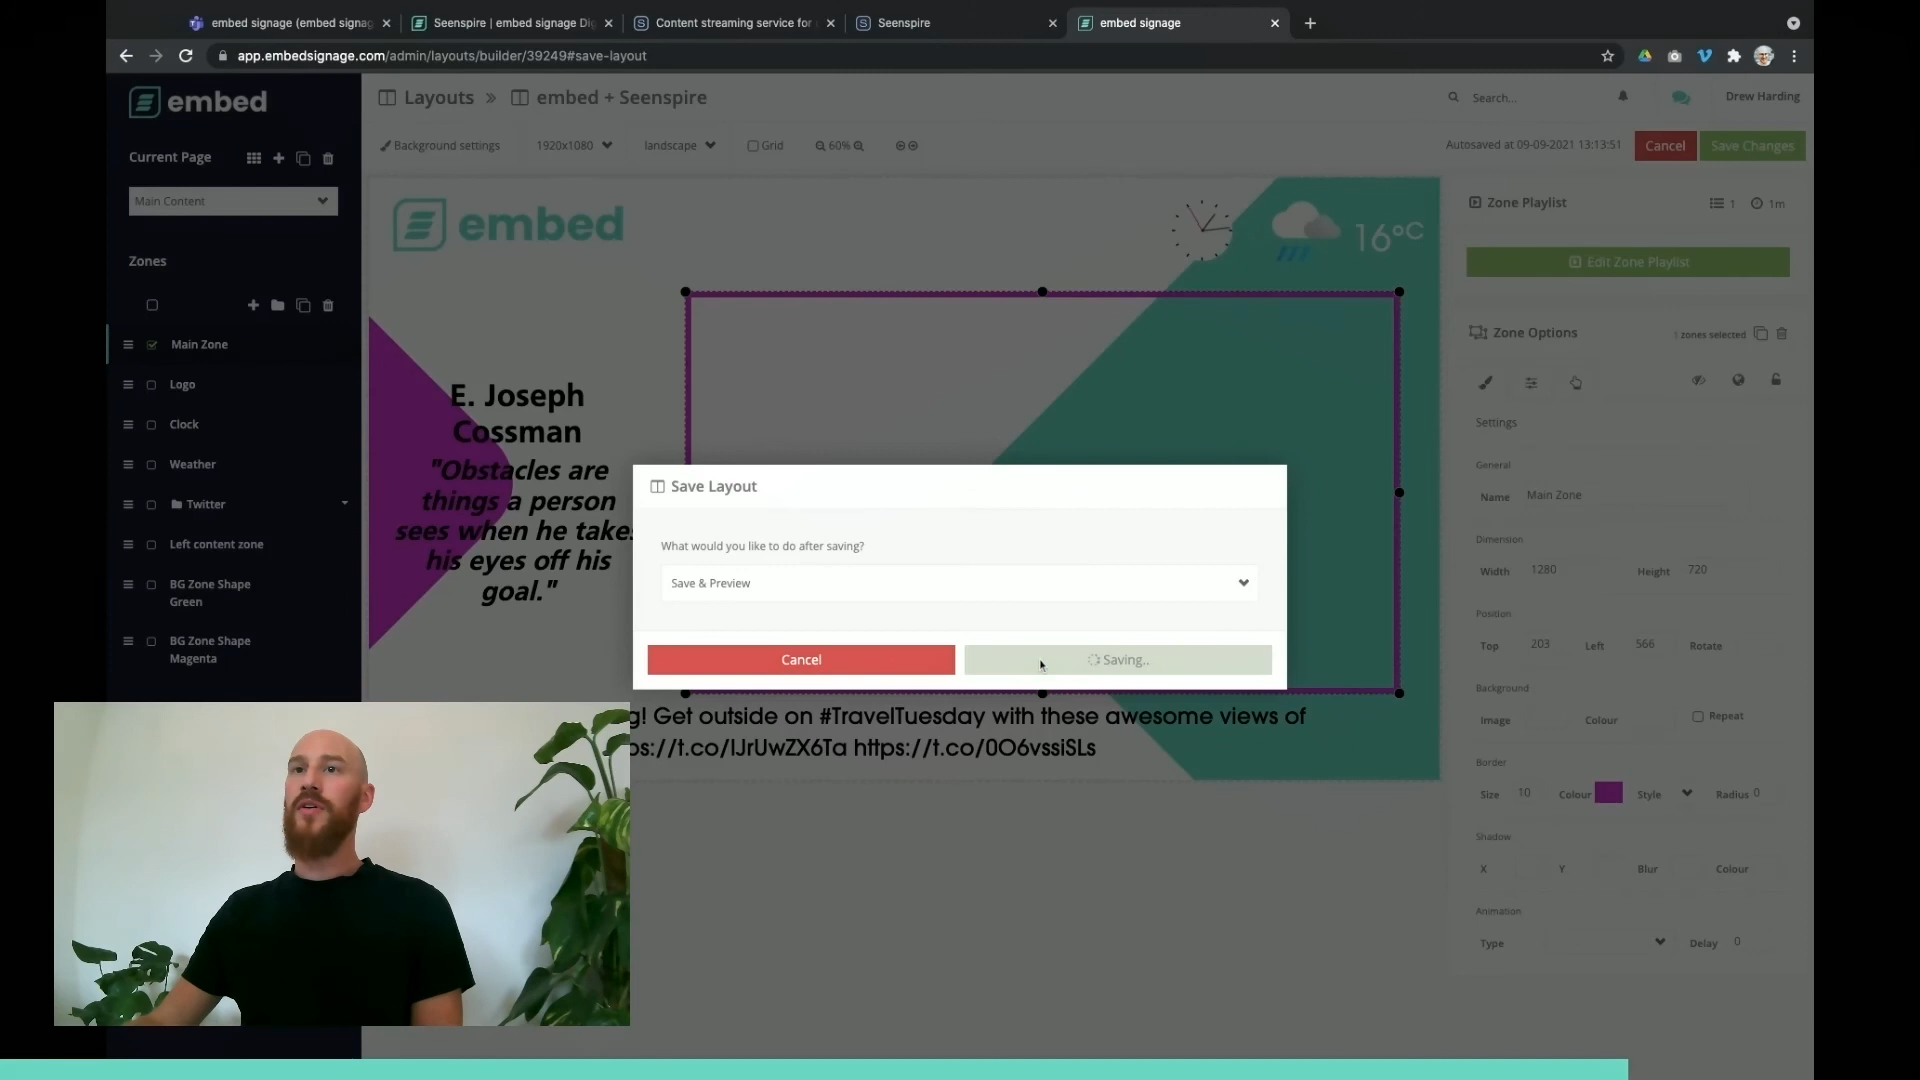 embed signage (embed signag
Seenspire | embed signage Di
Content streaming service for
Seenspire
embed signage
app.embedsignage.com/admin/layouts/builder/39249#save-layout
embed
Layouts » embed + Seenspire
Search...
Drew Harding
Background settings
1920x1080
landscape
Grid
60%
Autosaved at 09-09-2021 13:13:51
Cancel
Save Changes
Current Page
Main Content
Zones
Main Zone
Logo
Clock
Weather
Twitter
Left content zone
BG Zone Shape
Green
BG Zone Shape
Magenta
embed
16°C
E. Joseph
Cossman
"Obstacles are
things a person
sees when he takes
his eyes off his
goal."
Save Layout
What would you like to do after saving?
Save & Preview
Cancel
Saving..
g! Get outside on #TravelTuesday with these awesome views of
ps://t.co/IJrUwZX6Ta https://t.co/0O6vssiSLs
Zone Playlist
1
1m
Edit Zone Playlist
Zone Options
1 zones selected
Settings
General
Name Main Zone
Dimension
Width 1280 Height 720
Position
Top 203 Left 566 Rotate
Background
Image Colour Repeat
Border
Size 10 Colour Style Radius 0
Shadow
X Y Blur Colour
Animation
Type Delay 0